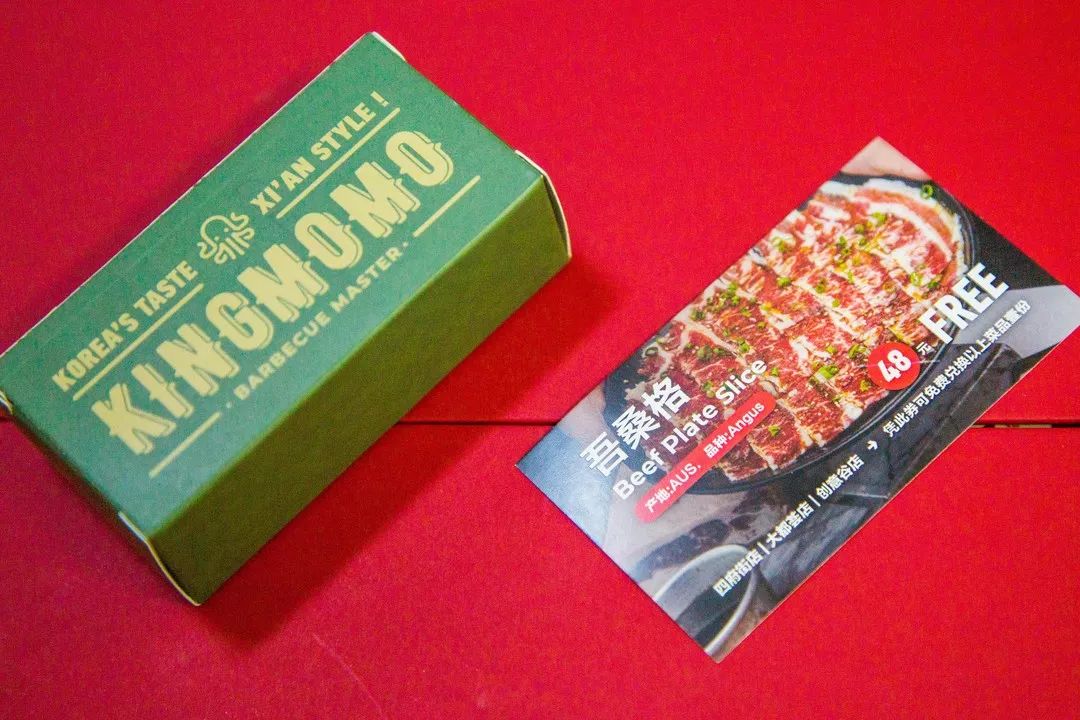 KOREA'S TASTE XI'AN STYLE !
KINGMOMO
· BARBECUE MASTER ·
吾桑格
Beef Plate Slice
产地:AUS. 品种:Angus
48元 FREE
四府街店 | 大都荟店 | 创意谷店 → 凭此券可免费兑换以上菜品壹份